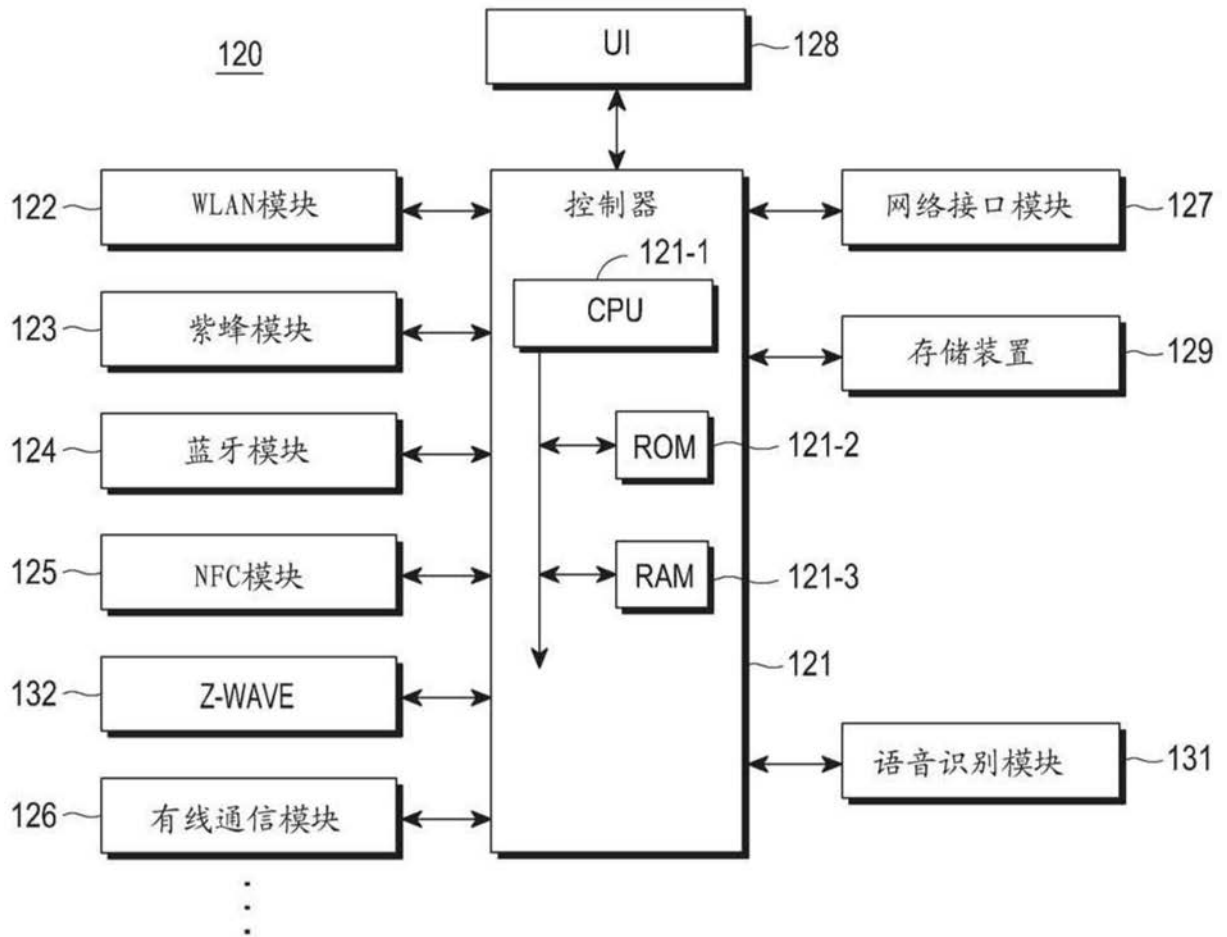 120
UI
128
122
WLAN模块
控制器
网络接口模块
127
121-1
CPU
123
紫蜂模块
存储装置
129
124
蓝牙模块
ROM
121-2
125
NFC模块
RAM
121-3
132
Z-WAVE
121
语音识别模块
131
126
有线通信模块